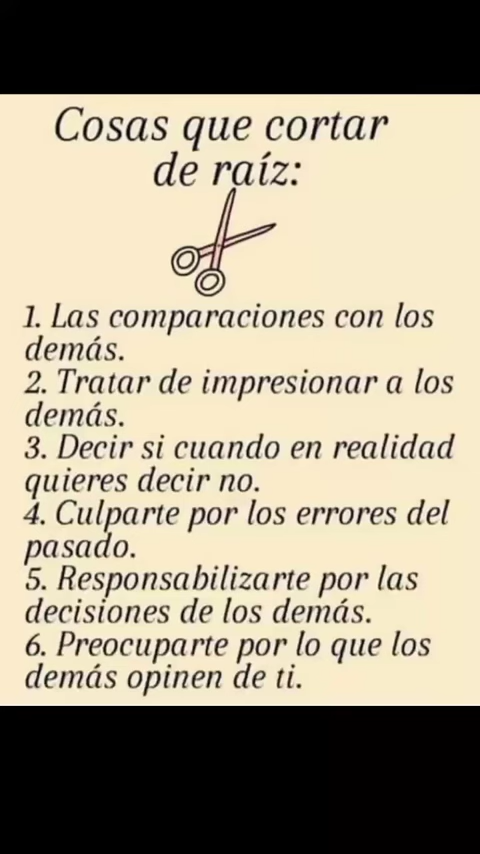 Cosas que cortar
de raíz:
1. Las comparaciones con los
demás.
2. Tratar de impresionar a los
demás.
3. Decir si cuando en realidad
quieres decir no.
4. Culparte por los errores del
pasado.
5. Responsabilizarte por las
decisiones de los demás.
6. Preocuparte por lo que los
demás opinen de ti.